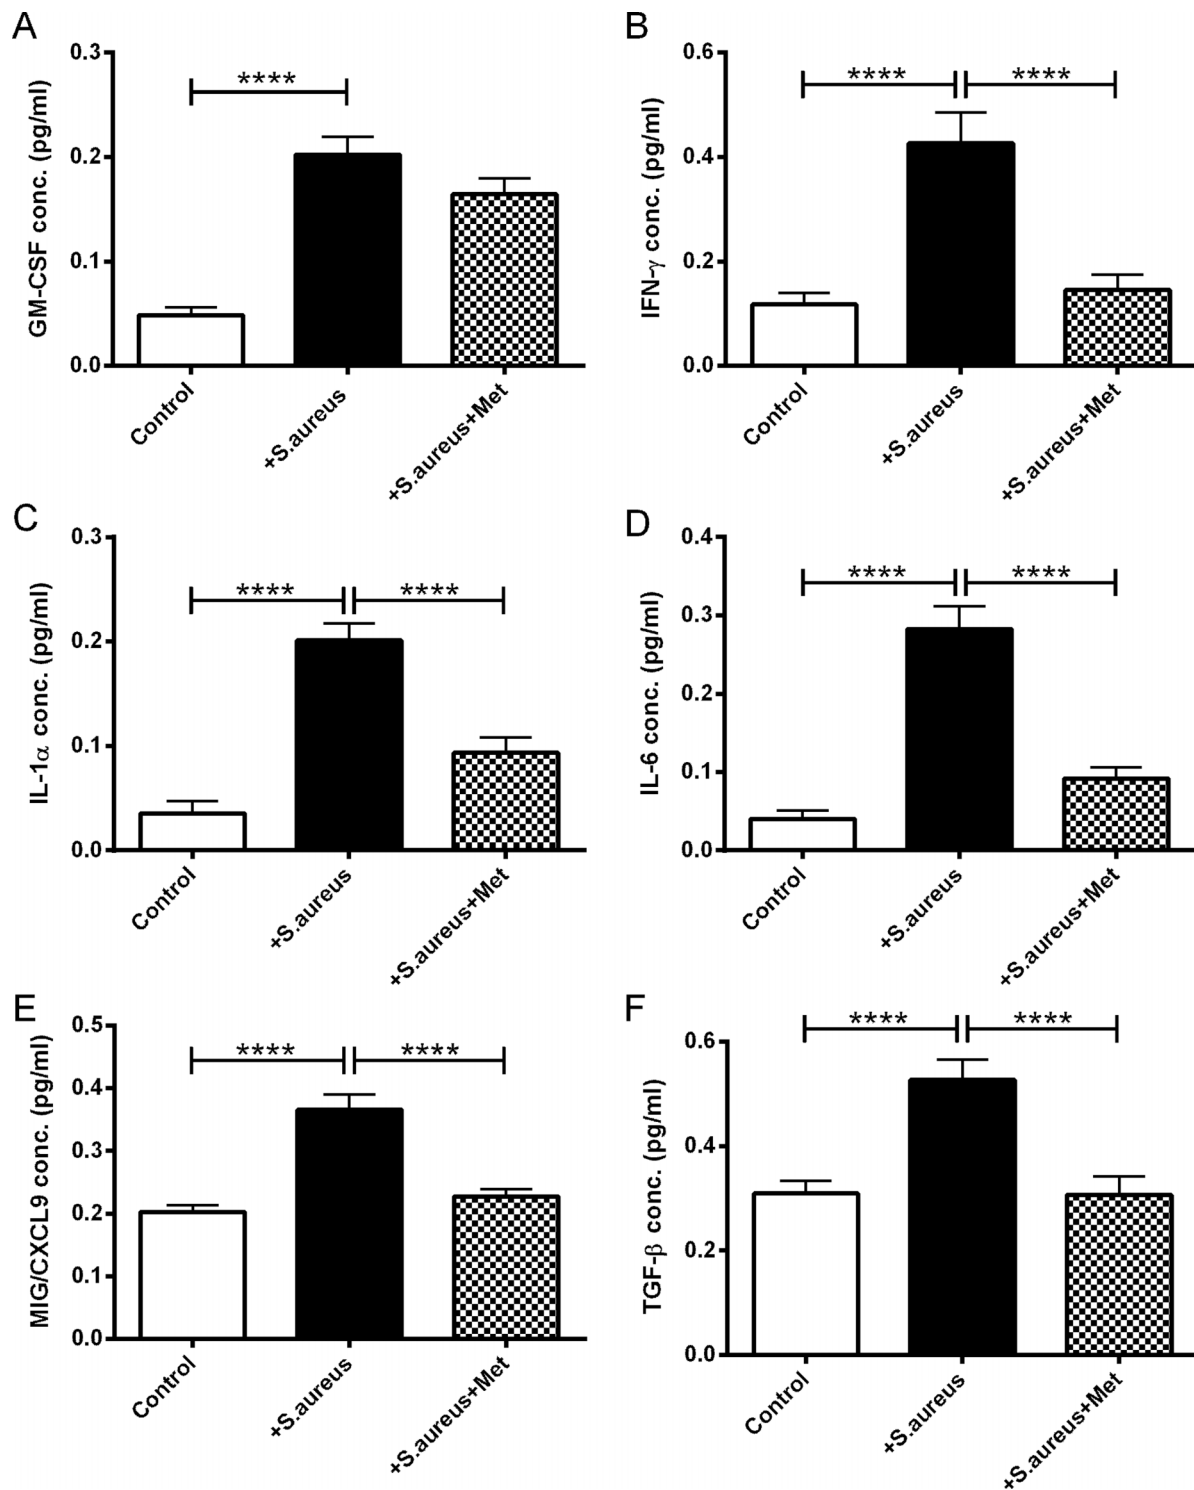 A
GM-CSF conc. (pg/ml)
0.3
0.2
0.1
0.0
****
Control
+S.aureus
+S.aureus+Met
B
IFN-γ conc. (pg/ml)
0.6
0.4
0.2
0.0
**** ****
Control
+S.aureus
+S.aureus+Met
C
IL-1α conc. (pg/ml)
0.3
0.2
0.1
0.0
**** ****
Control
+S.aureus
+S.aureus+Met
D
IL-6 conc. (pg/ml)
0.4
0.3
0.2
0.1
0.0
**** ****
Control
+S.aureus
+S.aureus+Met
E
MIG/CXCL9 conc. (pg/ml)
0.5
0.4
0.3
0.2
0.1
0.0
**** ****
Control
+S.aureus
+S.aureus+Met
F
TGF-β conc. (pg/ml)
0.6
0.4
0.2
0.0
**** ****
Control
+S.aureus
+S.aureus+Met